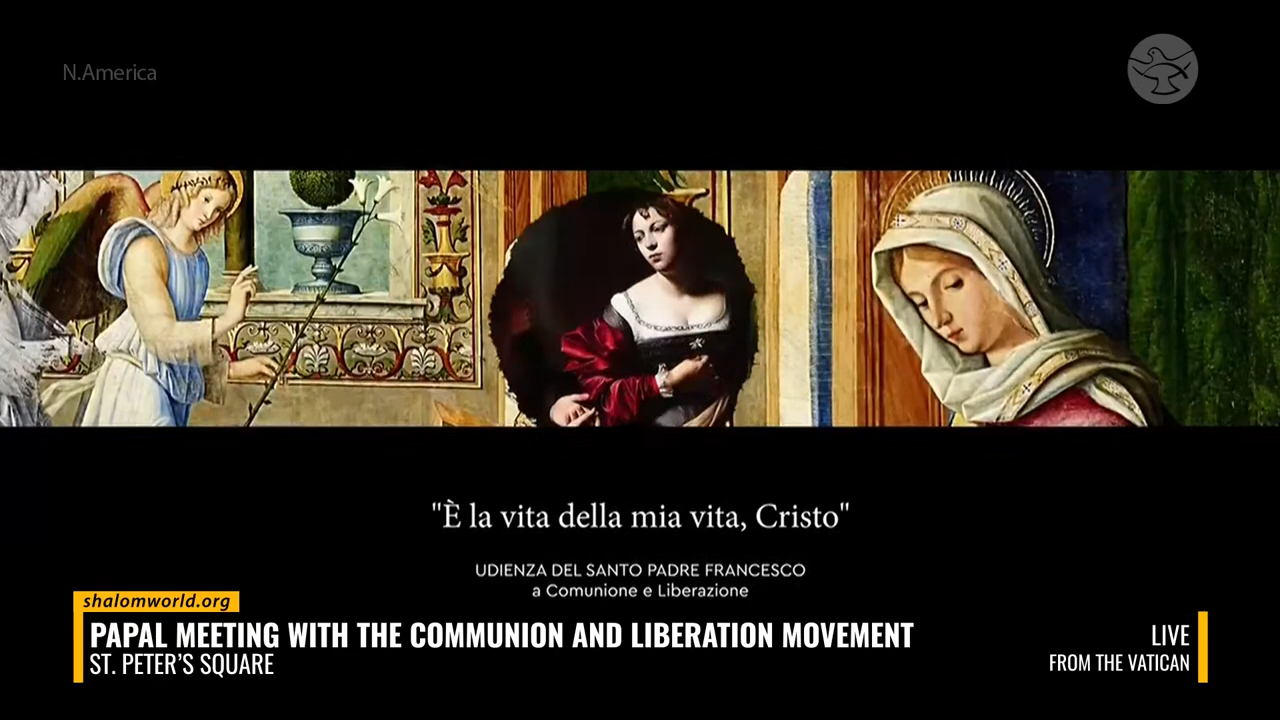 N.America
"È la vita della mia vita, Cristo"
UDIENZA DEL SANTO PADRE FRANCESCO
a Comunione e Liberazione
shalomworld.org
PAPAL MEETING WITH THE COMMUNION AND LIBERATION MOVEMENT
ST. PETER'S SQUARE
LIVE
FROM THE VATICAN